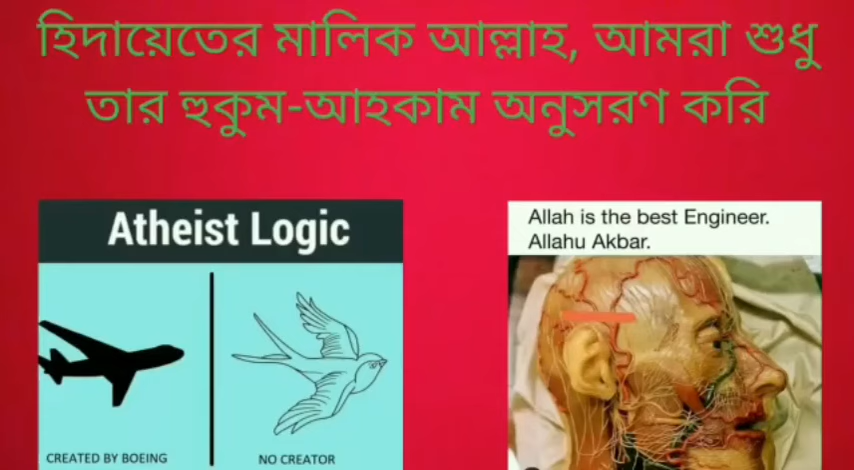 হিদায়েতের মালিক আল্লাহ, আমরা শুধু
তার হুকুম-আহকাম অনুসরণ করি
Atheist Logic
CREATED BY BOEING
NO CREATOR
Allah is the best Engineer.
Allahu Akbar.